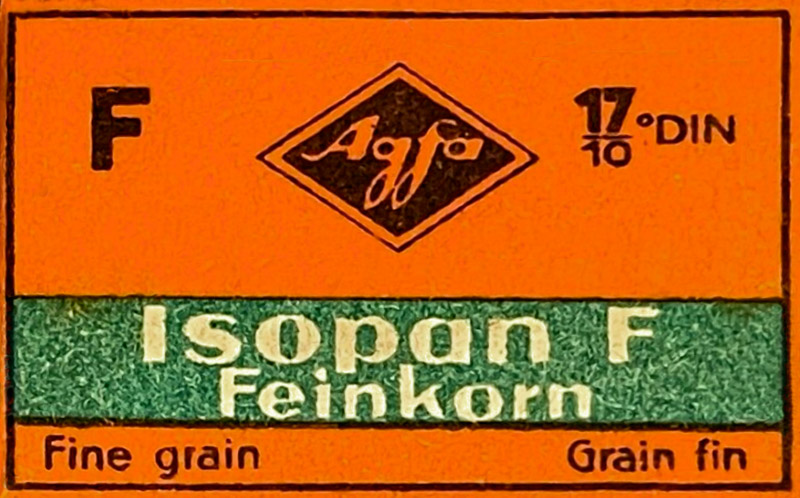 F
Agfa
17/10 °DIN
Isopan F
Feinkorn
Fine grain
Grain fin